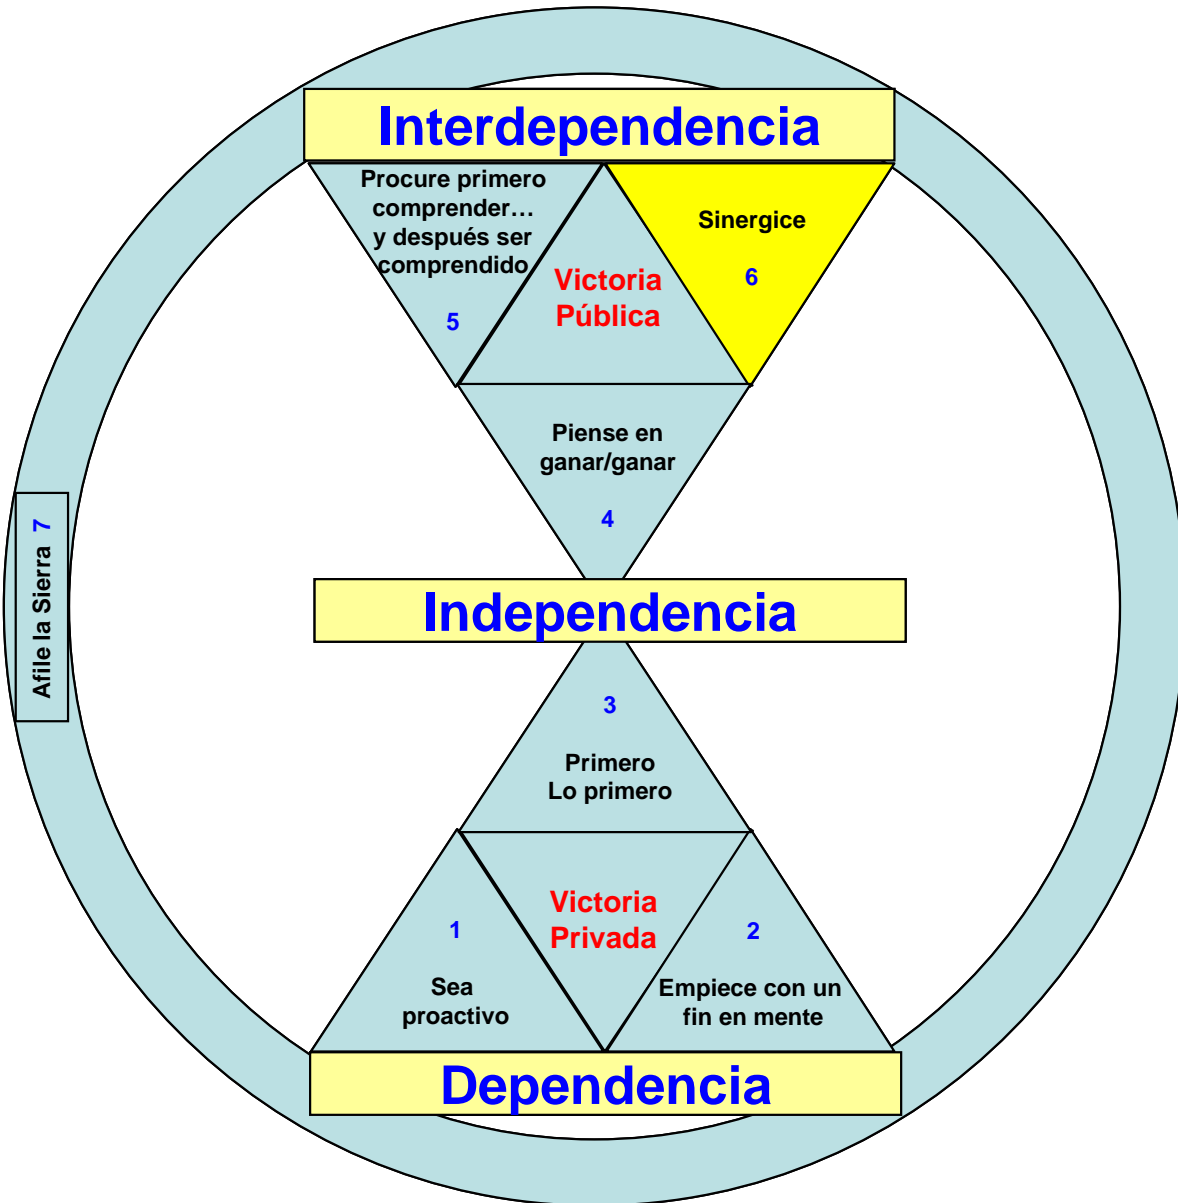 Interdependencia
Procure primero
comprender…
y después ser
comprendido
5
Victoria
Pública
Sinergice
6
Piense en
ganar/ganar
4
Afile la Sierra 7
Independencia
3
Primero
Lo primero
Victoria
Privada
1
Sea
proactivo
2
Empiece con un
fin en mente
Dependencia